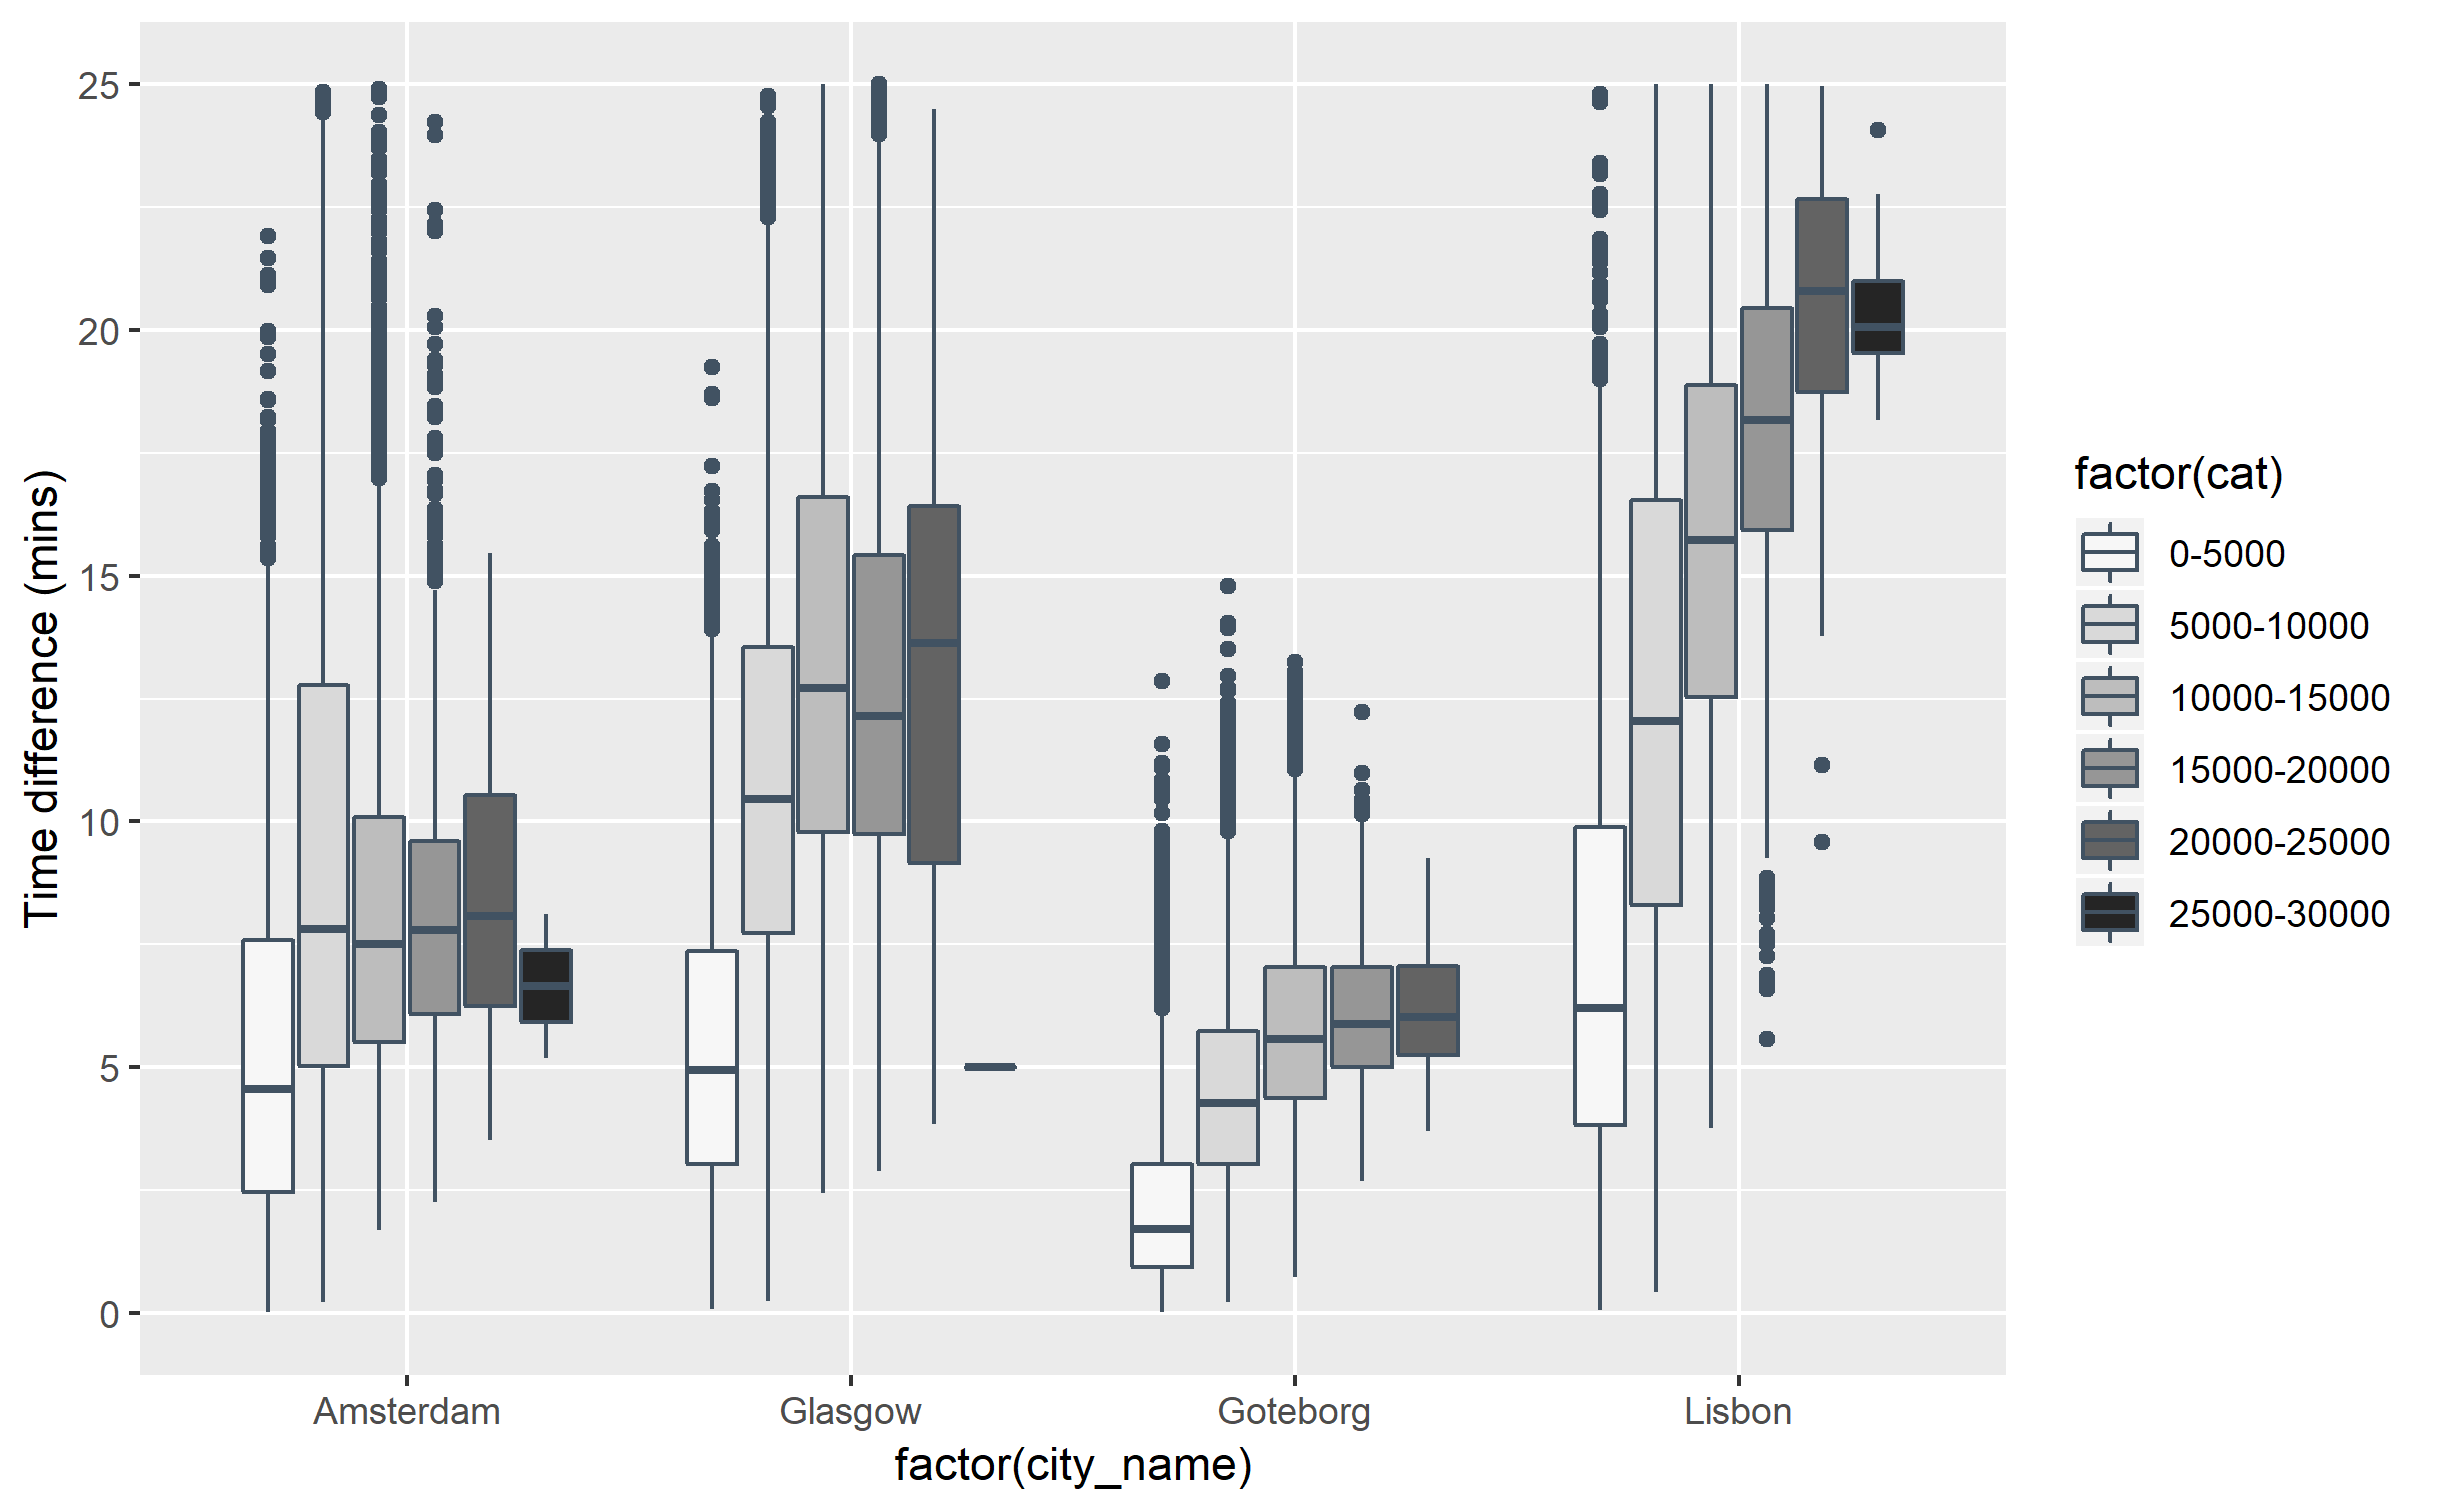 25
20
15
10
5
0
Time difference (mins)
Amsterdam
Glasgow
Goteborg
Lisbon
factor(city_name)
factor(cat)
0-5000
5000-10000
10000-15000
15000-20000
20000-25000
25000-30000